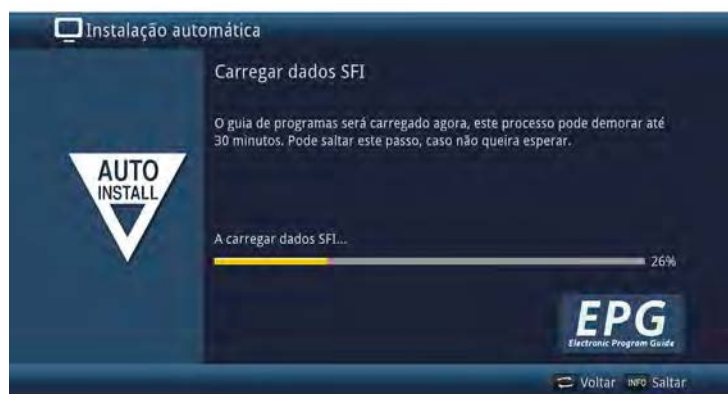 Instalação automática
Carregar dados SFI
O guia de programas será carregado agora, este processo pode demorar até
30 minutos. Pode saltar este passo, caso não queira esperar.
AUTO
INSTALL
A carregar dados SFI...
26%
EPG
Electronic Program Guide
Voltar INFO Saltar